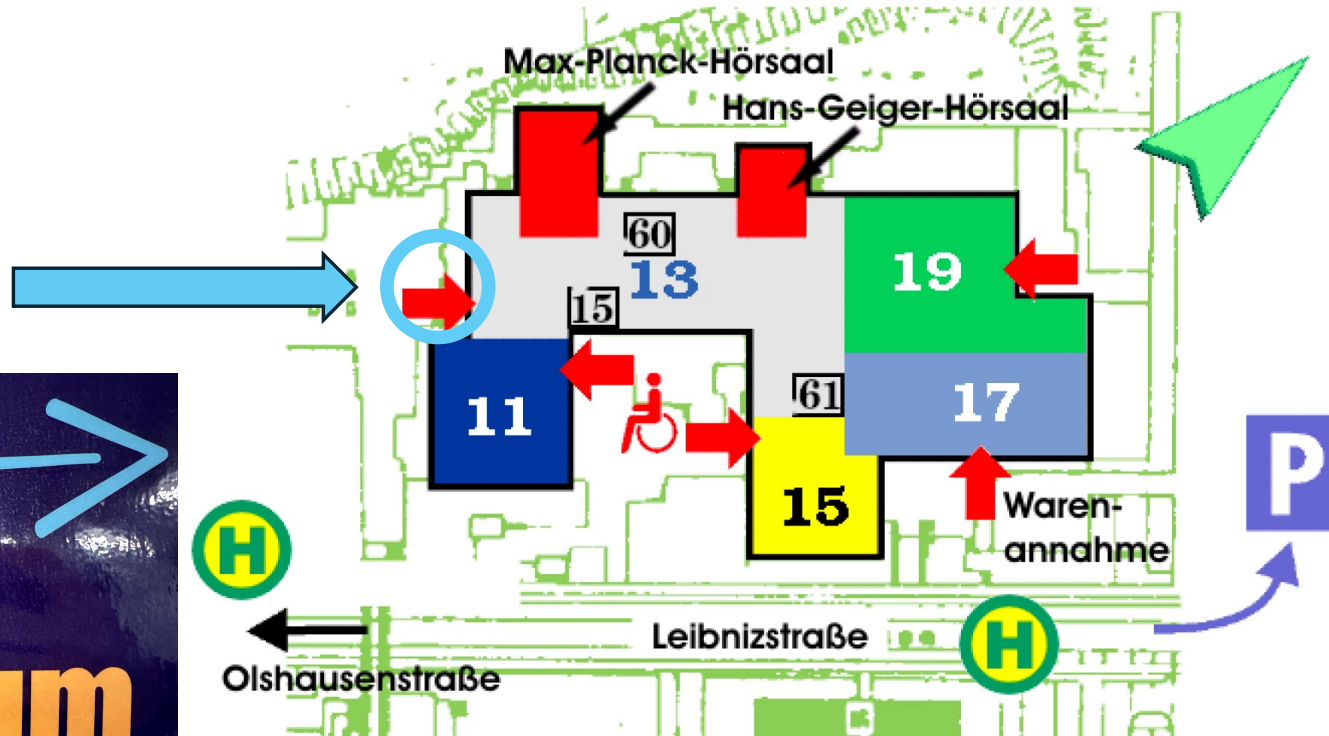 Max-Planck-Hörsaal
Hans-Geiger-Hörsaal
60
13
19
15
11
61
17
15
P
Waren-
annahme
H
H
Leibnizstraße
Olshausenstraße
um